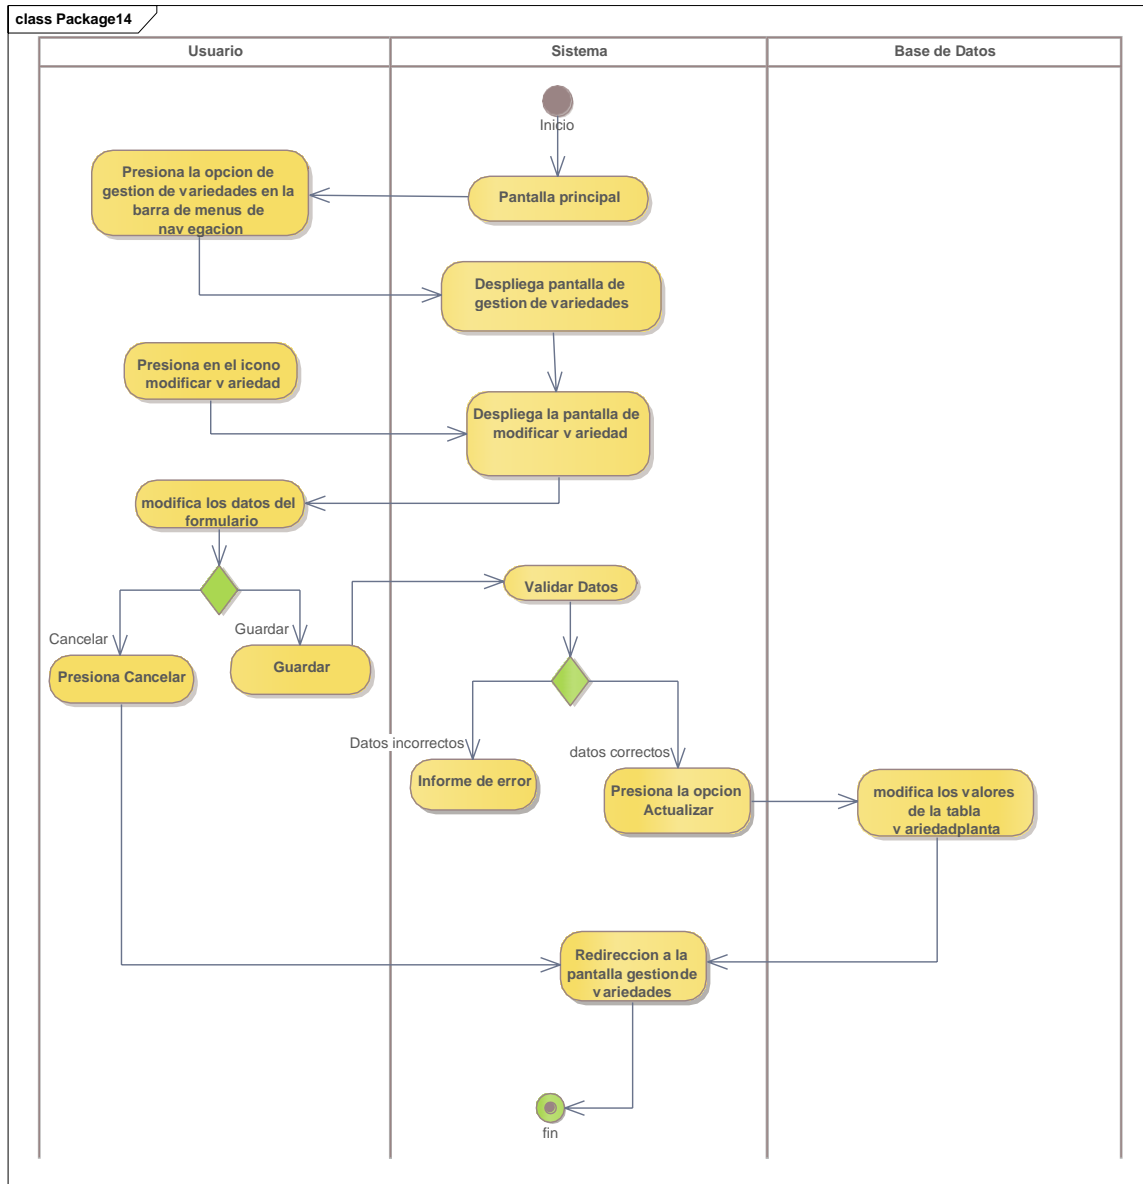 class Package14
Usuario
Sistema
Base de Datos
Inicio
Presiona la opcion de
gestion de variedades en la
barra de menus de
nav egacion
Pantalla principal
Despliega pantalla de
gestion de variedades
Presiona en el icono
modificar v ariedad
Despliega la pantalla de
modificar v ariedad
modifica los datos del
formulario
Validar Datos
Cancelar
Guardar
Presiona Cancelar
Guardar
Datos incorrectos
datos correctos
Informe de error
Presiona la opcion
Actualizar
modifica los valores
de la tabla
v ariedadplanta
Redireccion a la
pantalla gestion de
v ariedades
fin